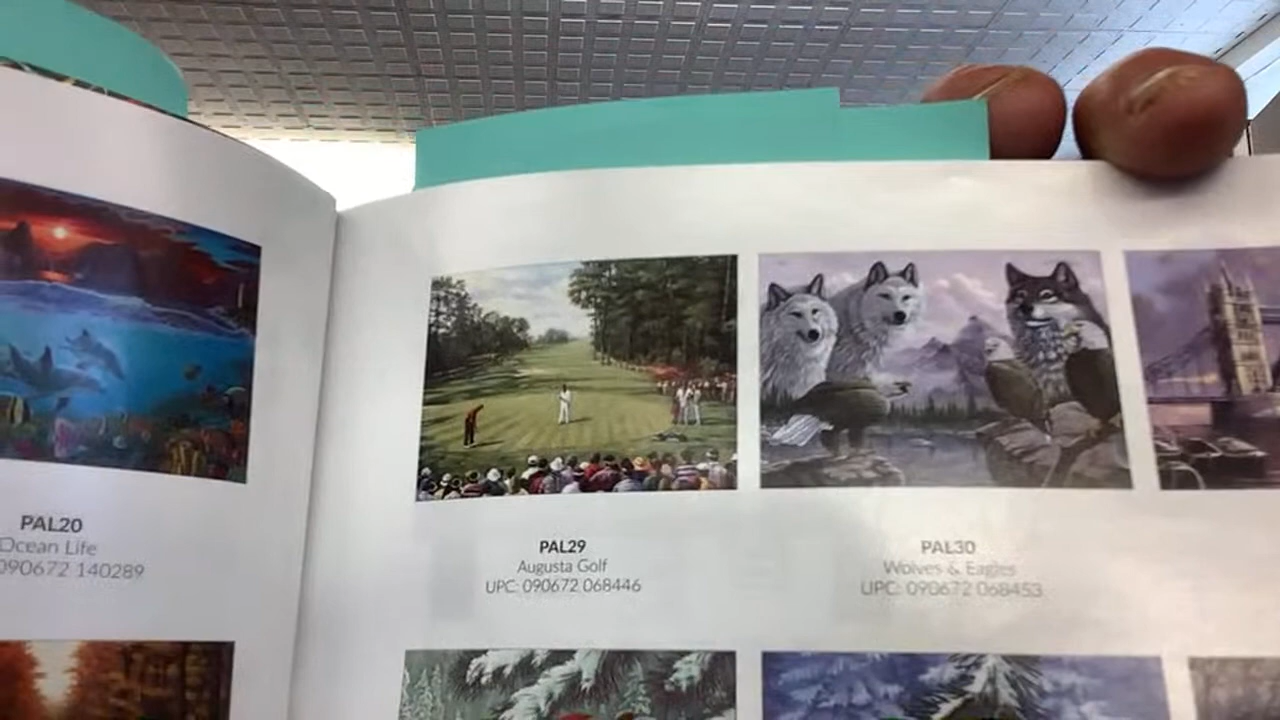 PAL20
Ocean Life
090672 140289
PAL29
Augusta Golf
UPC: 090672 068446
PAL30
Wolves & Eagles
UPC: 090672 068453